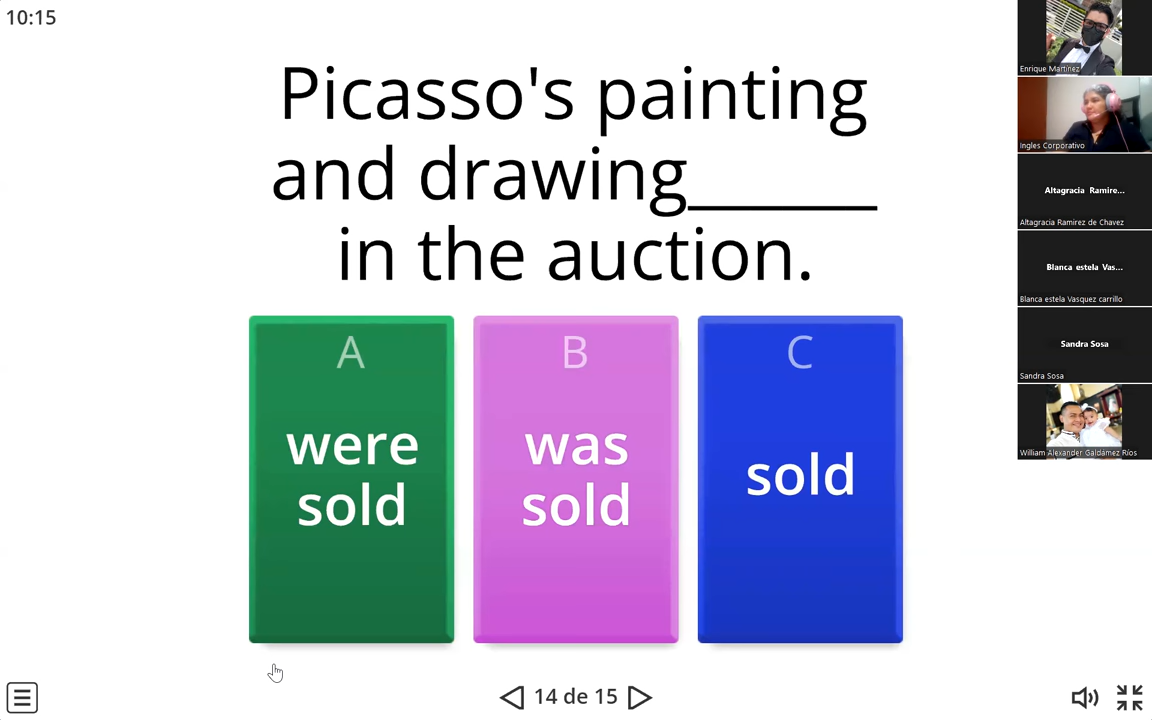 10:15
Picasso's painting
and drawing______
in the auction.
A
were
sold
B
was
sold
C
sold
14 de 15
Enrique Martinez
Ingles Corporativo
Altagracia Ramire...
Altagracia Ramirez de Chavez
Blanca estela Vas...
Blanca estela Vasquez carrillo
Sandra Sosa
Sandra Sosa
William Alexander Galdámez Ríos